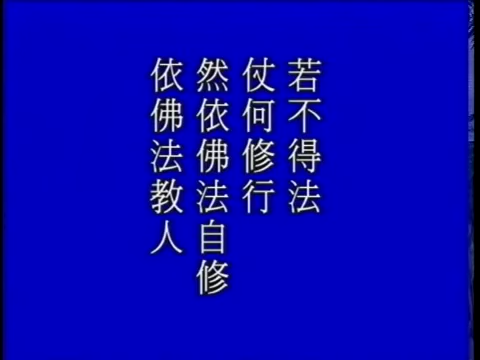 若不得法
仗何修行
然依佛法自修
依佛法教人